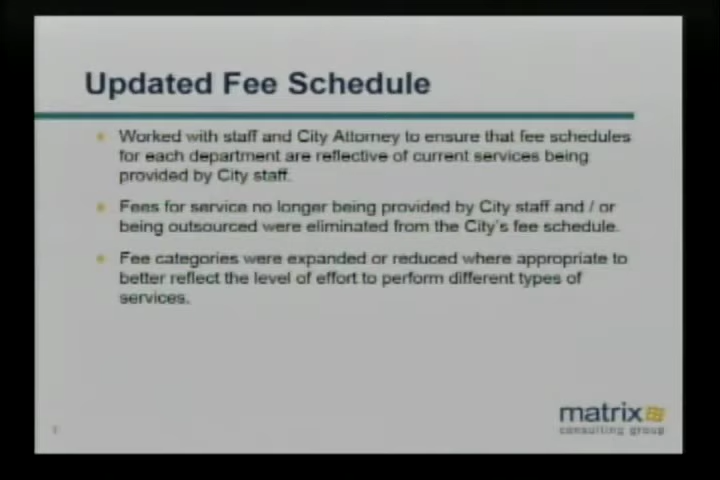 Updated Fee Schedule
Worked with staff and City Attorney to ensure that fee schedules
for each department are reflective of current services being
provided by City staff.
Fees for service no longer being provided by City staff and / or
being outsourced were eliminated from the City's fee schedule.
Fee categories were expanded or reduced where appropriate to
better reflect the level of effort to perform different types of
services.
matrix
consulting group